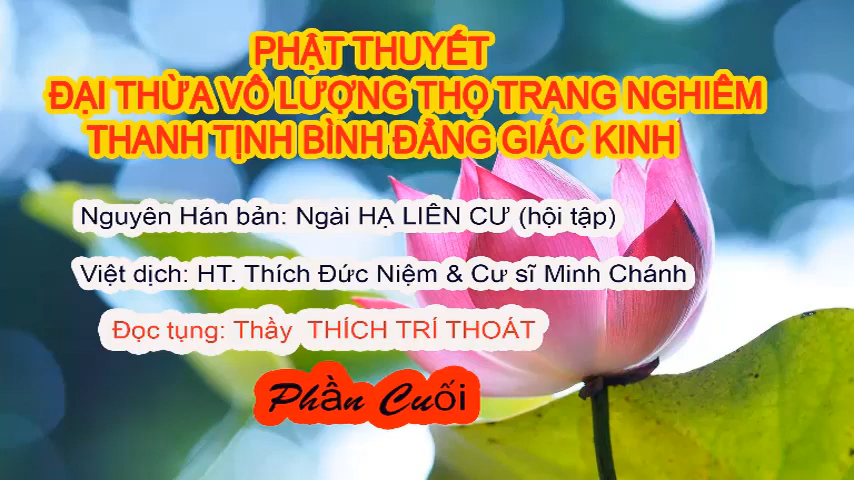 PHẬT THUYẾT
ĐẠI THỪA VÔ LƯỢNG THỌ TRANG NGHIÊM
THANH TỊNH BÌNH ĐẲNG GIÁC KINH
Nguyên Hán bản: Ngài HẠ LIÊN CƯ (hội tập)
Việt dịch: HT. Thích Đức Niệm & Cư sĩ Minh Chánh
Đọc tụng: Thầy THÍCH TRÍ THOÁT
Phần Cuối